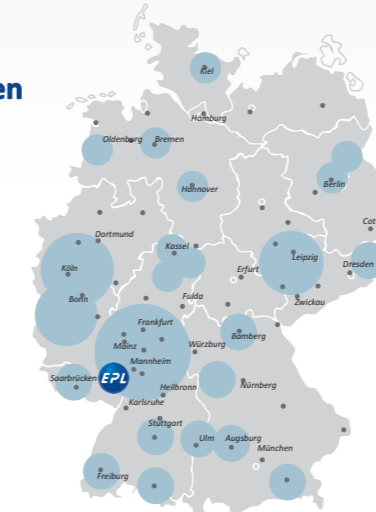 en
Kiel
Hamburg
Oldenburg
Bremen
Hannover
Berlin
Cot
Dortmund
Kassel
Leipzig
Köln
Erfurt
Dresden
Bonn
Fulda
Zwickau
Frankfurt
Mainz
Würzburg
Bamberg
Mannheim
Saarbrücken
EPL
Heilbronn
Nürnberg
Karlsruhe
Stuttgart
Ulm
Augsburg
München
Freiburg